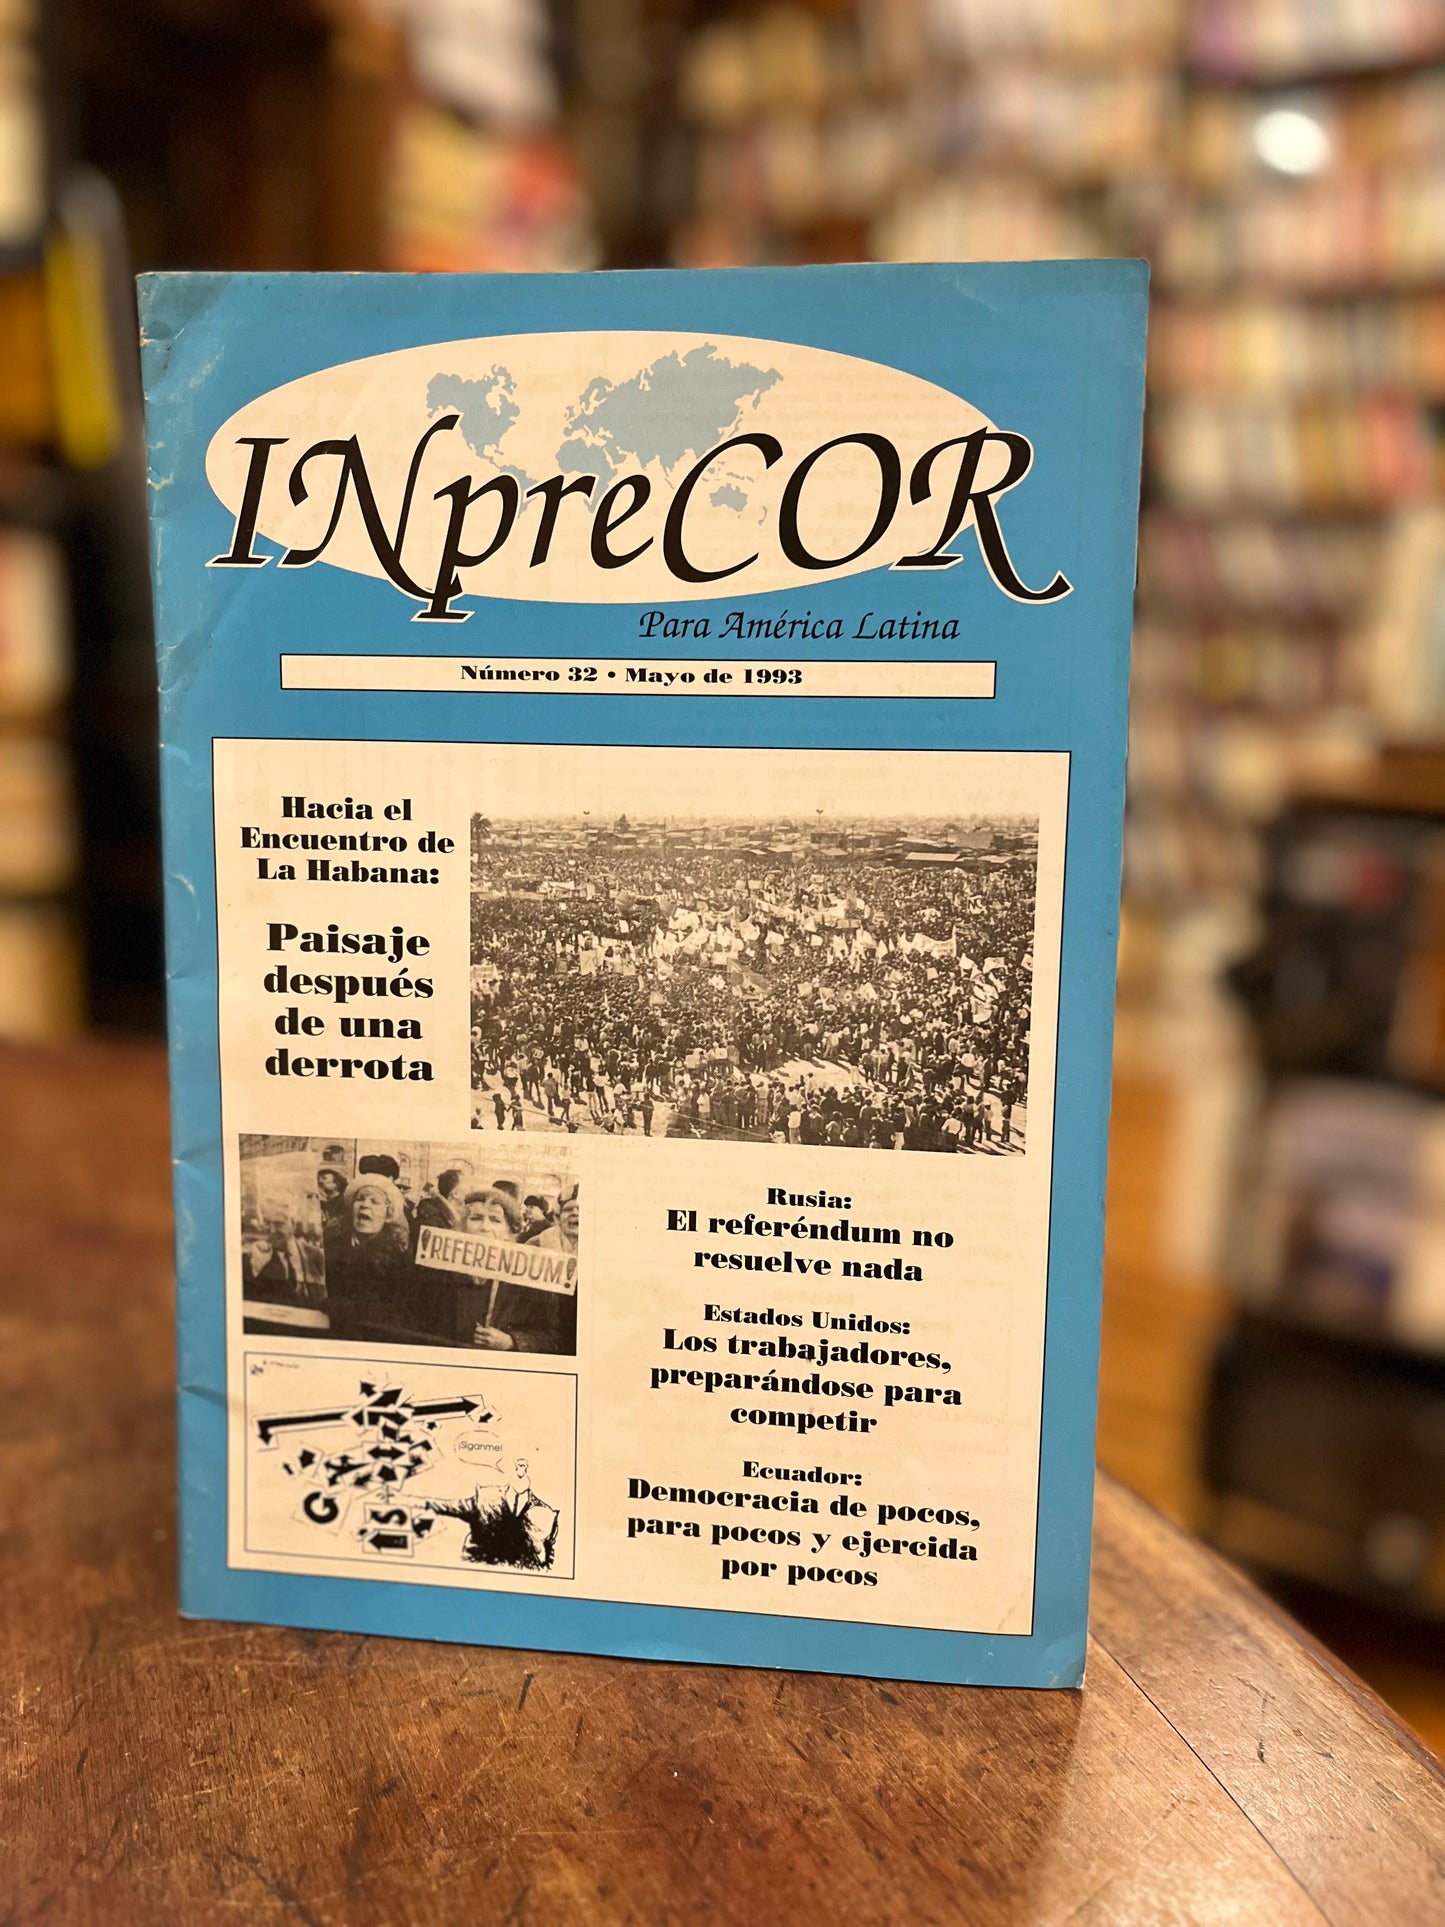 INpreCOR
Para América Latina
Número 32 • Mayo de 1993
Hacia el
Encuentro de
La Habana:
Paisaje
después
de una
derrota
¡REFERENDUM!
Rusia:
El referéndum no
resuelve nada
Estados Unidos:
Los trabajadores,
preparándose para
competir
Ecuador:
Democracia de pocos,
para pocos y ejercida
por pocos
¡Síganme!